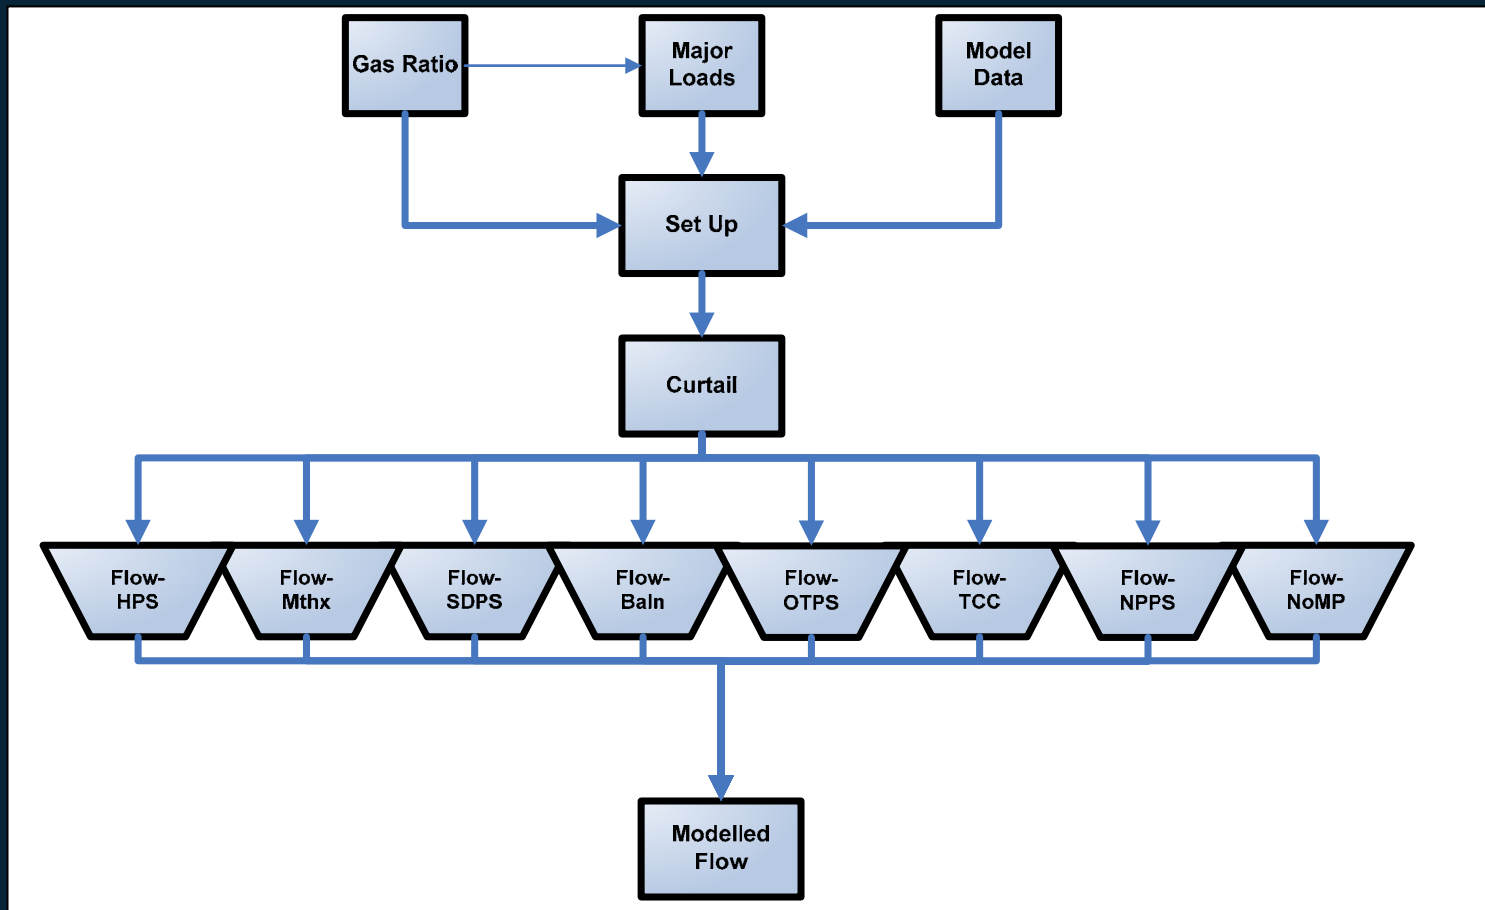 Gas Ratio
Major
Loads
Model
Data
Set Up
Curtail
Flow-
HPS
Flow-
Mthx
Flow-
SDPS
Flow-
Baln
Flow-
OTPS
Flow-
TCC
Flow-
NPPS
Flow-
NoMP
Modelled
Flow